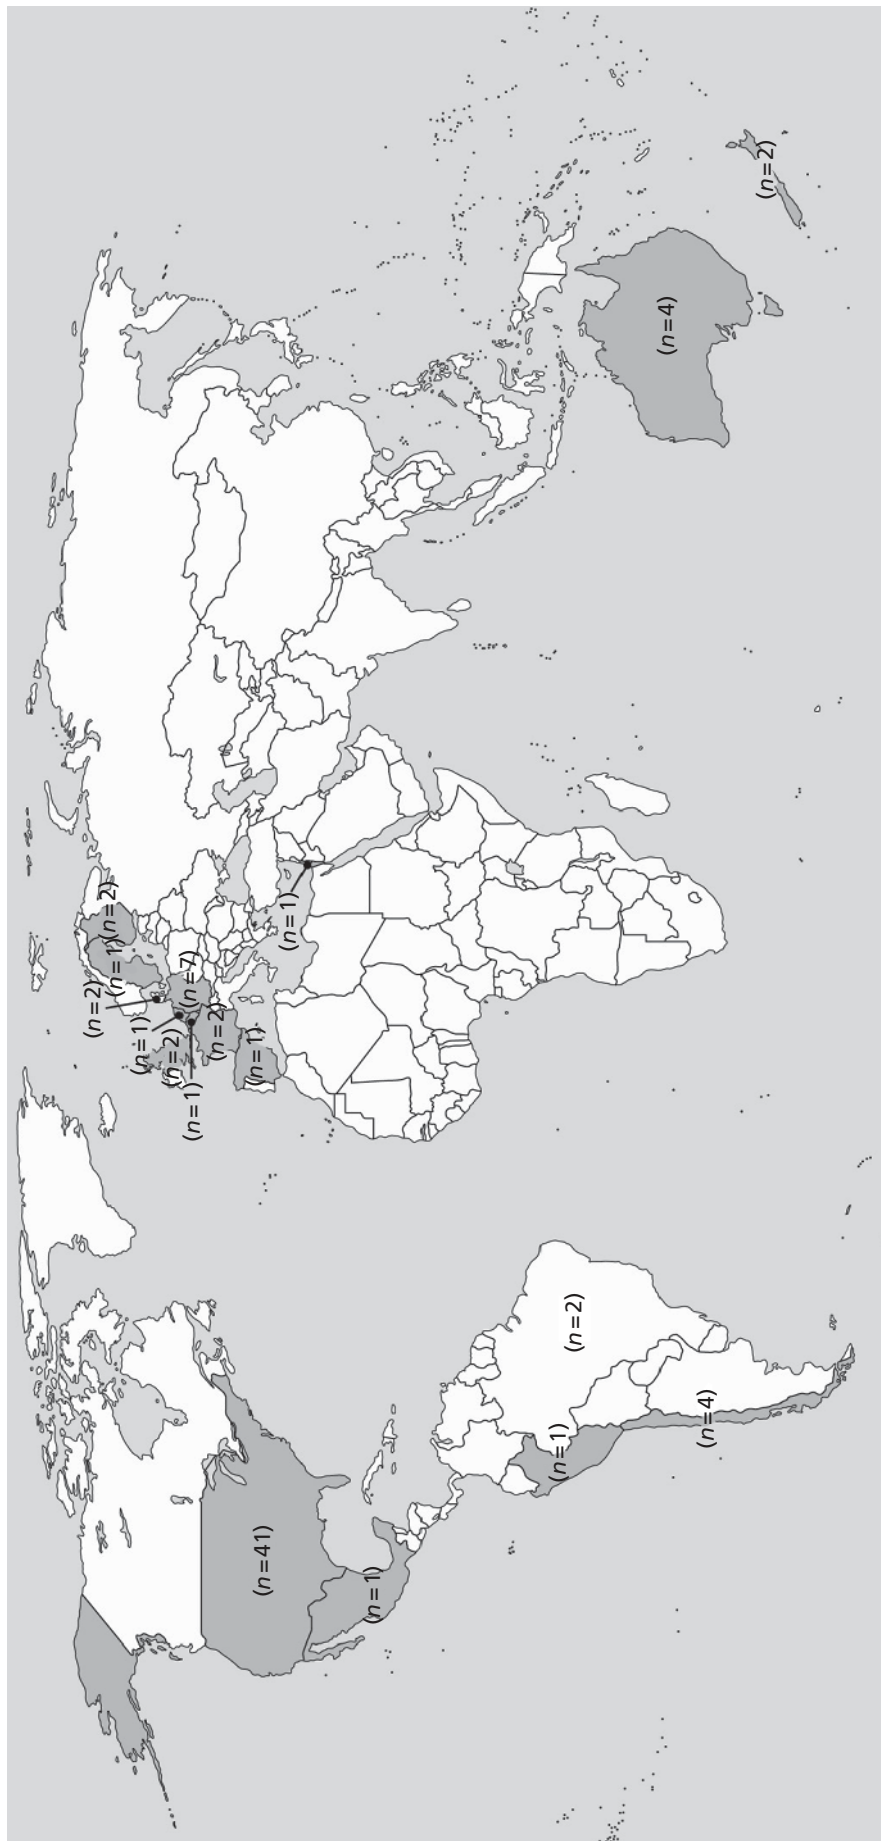 (n=2)
(n=2)
(n=1)
(n=1)
(n=2)
(n=7)
(n=1)
(n=2)
(n=1)
(n=41)
(n=1)
(n=1)
(n=1)
(n=2)
(n=4)
(n=4)
(n=2)